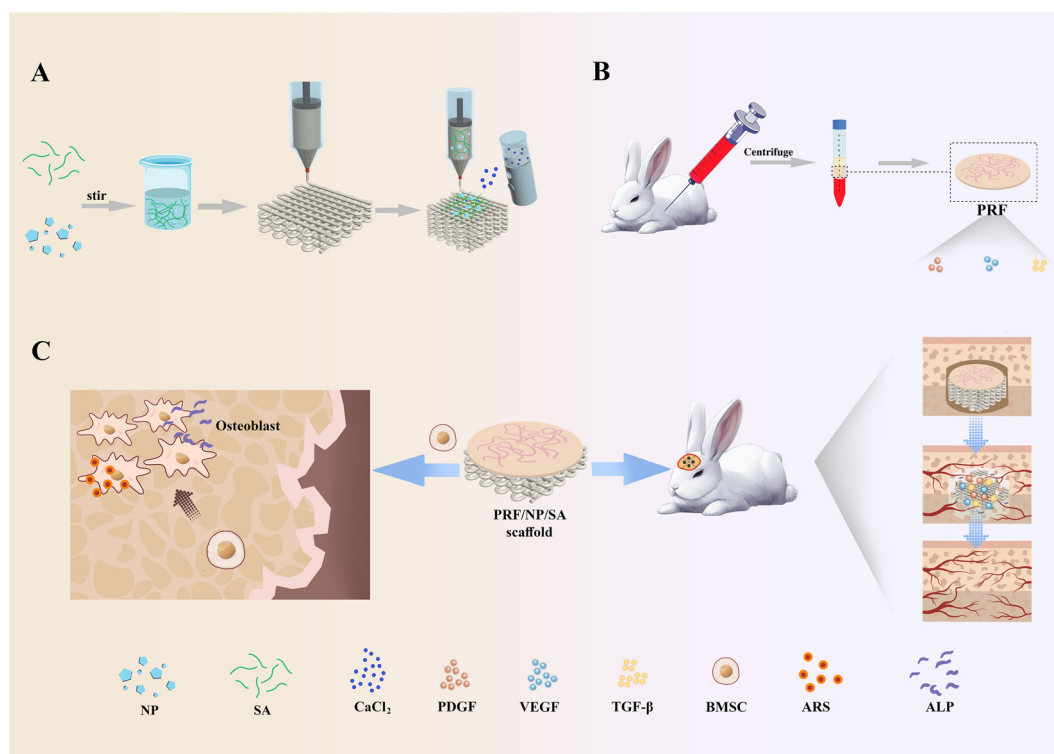 A
B
stir
Centrifuge
PRF
C
Osteoblast
PRF/NP/SA
scaffold
NP
SA
CaCl₂
PDGF
VEGF
TGF-β
BMSC
ARS
ALP